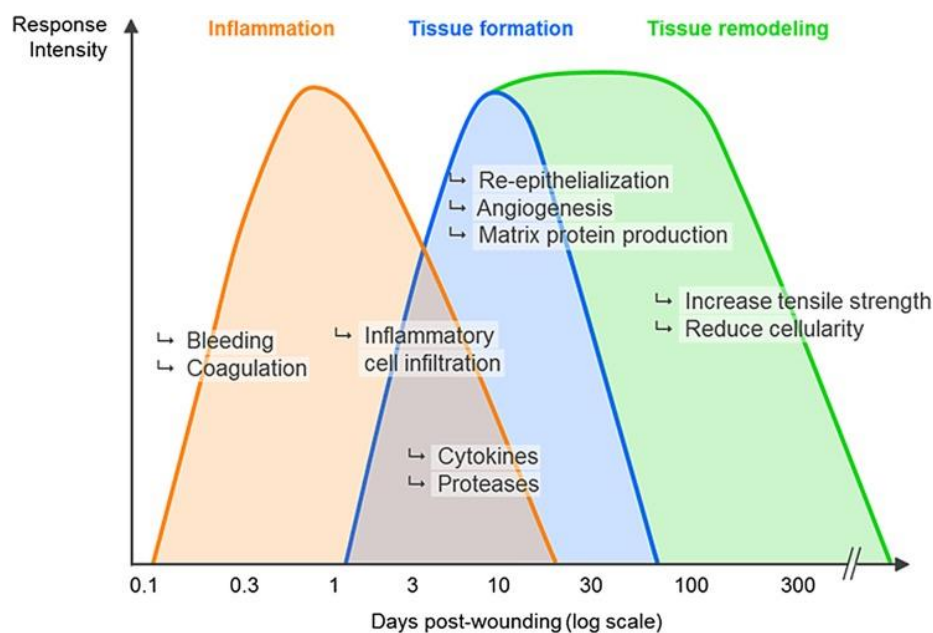 Response
Intensity
Inflammation
Tissue formation
Tissue remodeling
↳ Re-epithelialization
↳ Angiogenesis
↳ Matrix protein production
↳ Increase tensile strength
↳ Reduce cellularity
↳ Bleeding
↳ Coagulation
↳ Inflammatory
cell infiltration
↳ Cytokines
↳ Proteases
0.1 0.3 1 3 10 30 100 300
Days post-wounding (log scale)